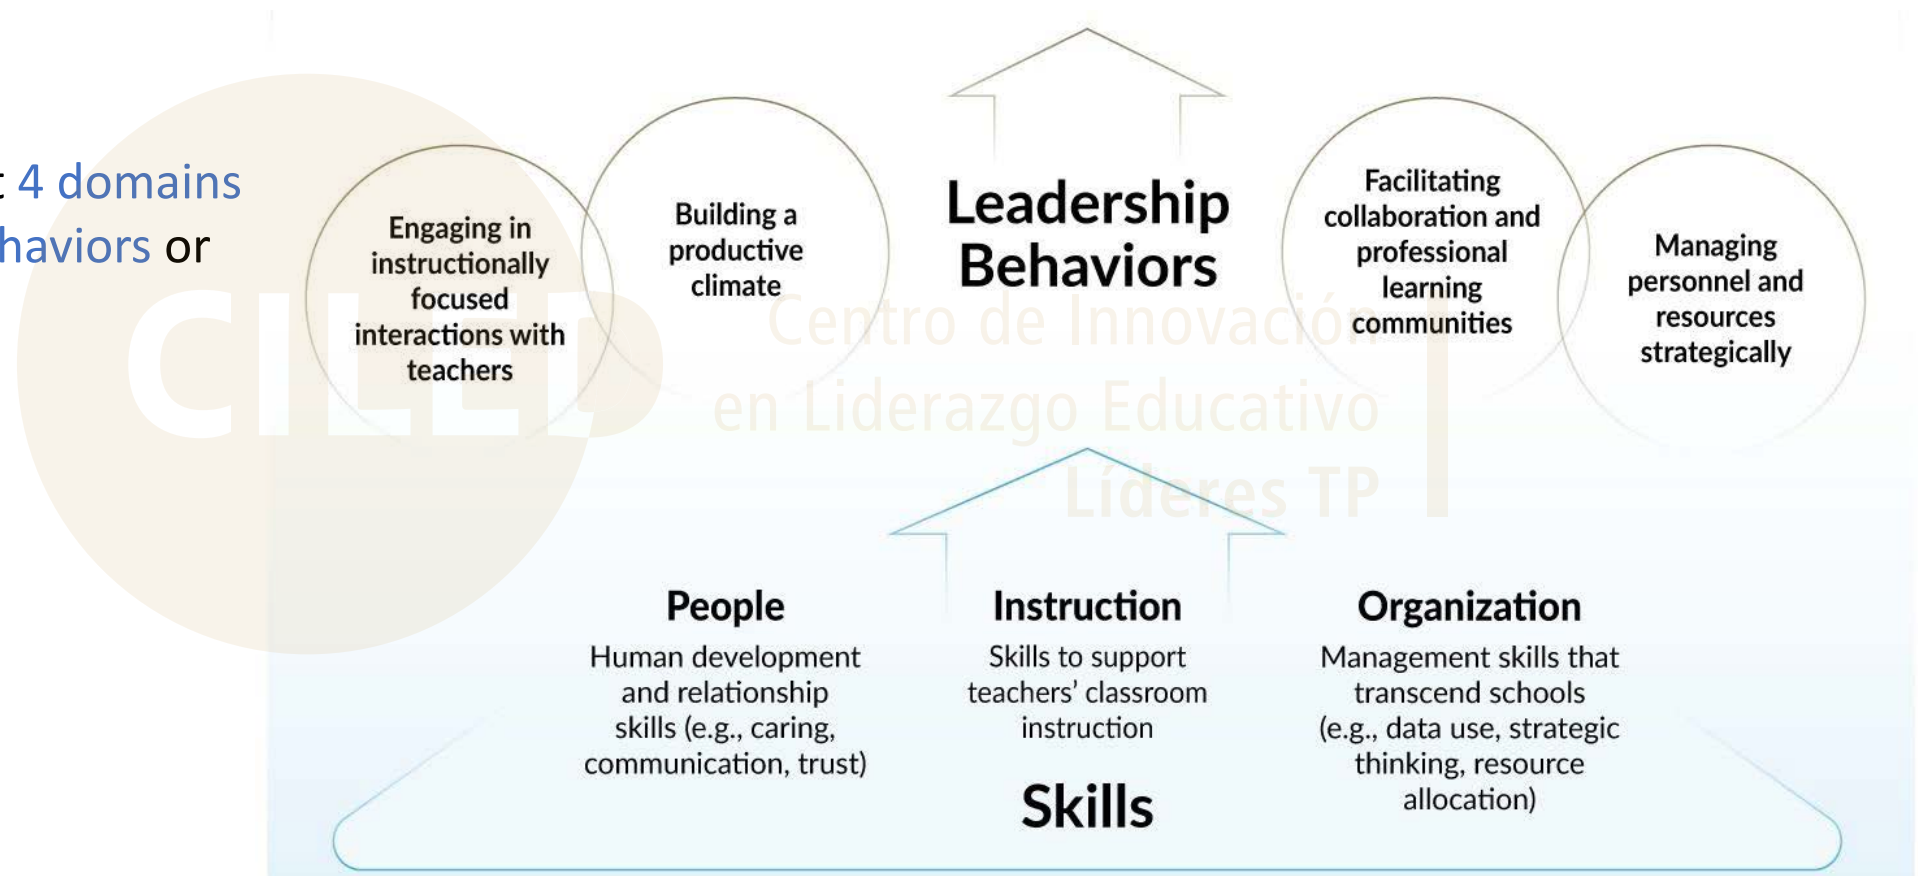 t 4 domains
haviors or
Engaging in
instructionally
focused
interactions with
teachers
Building a
productive
climate
Leadership
Behaviors
Facilitating
collaboration and
professional
learning
communities
Managing
personnel and
resources
strategically
CILED
Centro de Innovación
en Liderazgo Educativo
Líderes TP
People
Human development
and relationship
skills (e.g., caring,
communication, trust)
Instruction
Skills to support
teachers’ classroom
instruction
Organization
Management skills that
transcend schools
(e.g., data use, strategic
thinking, resource
allocation)
Skills